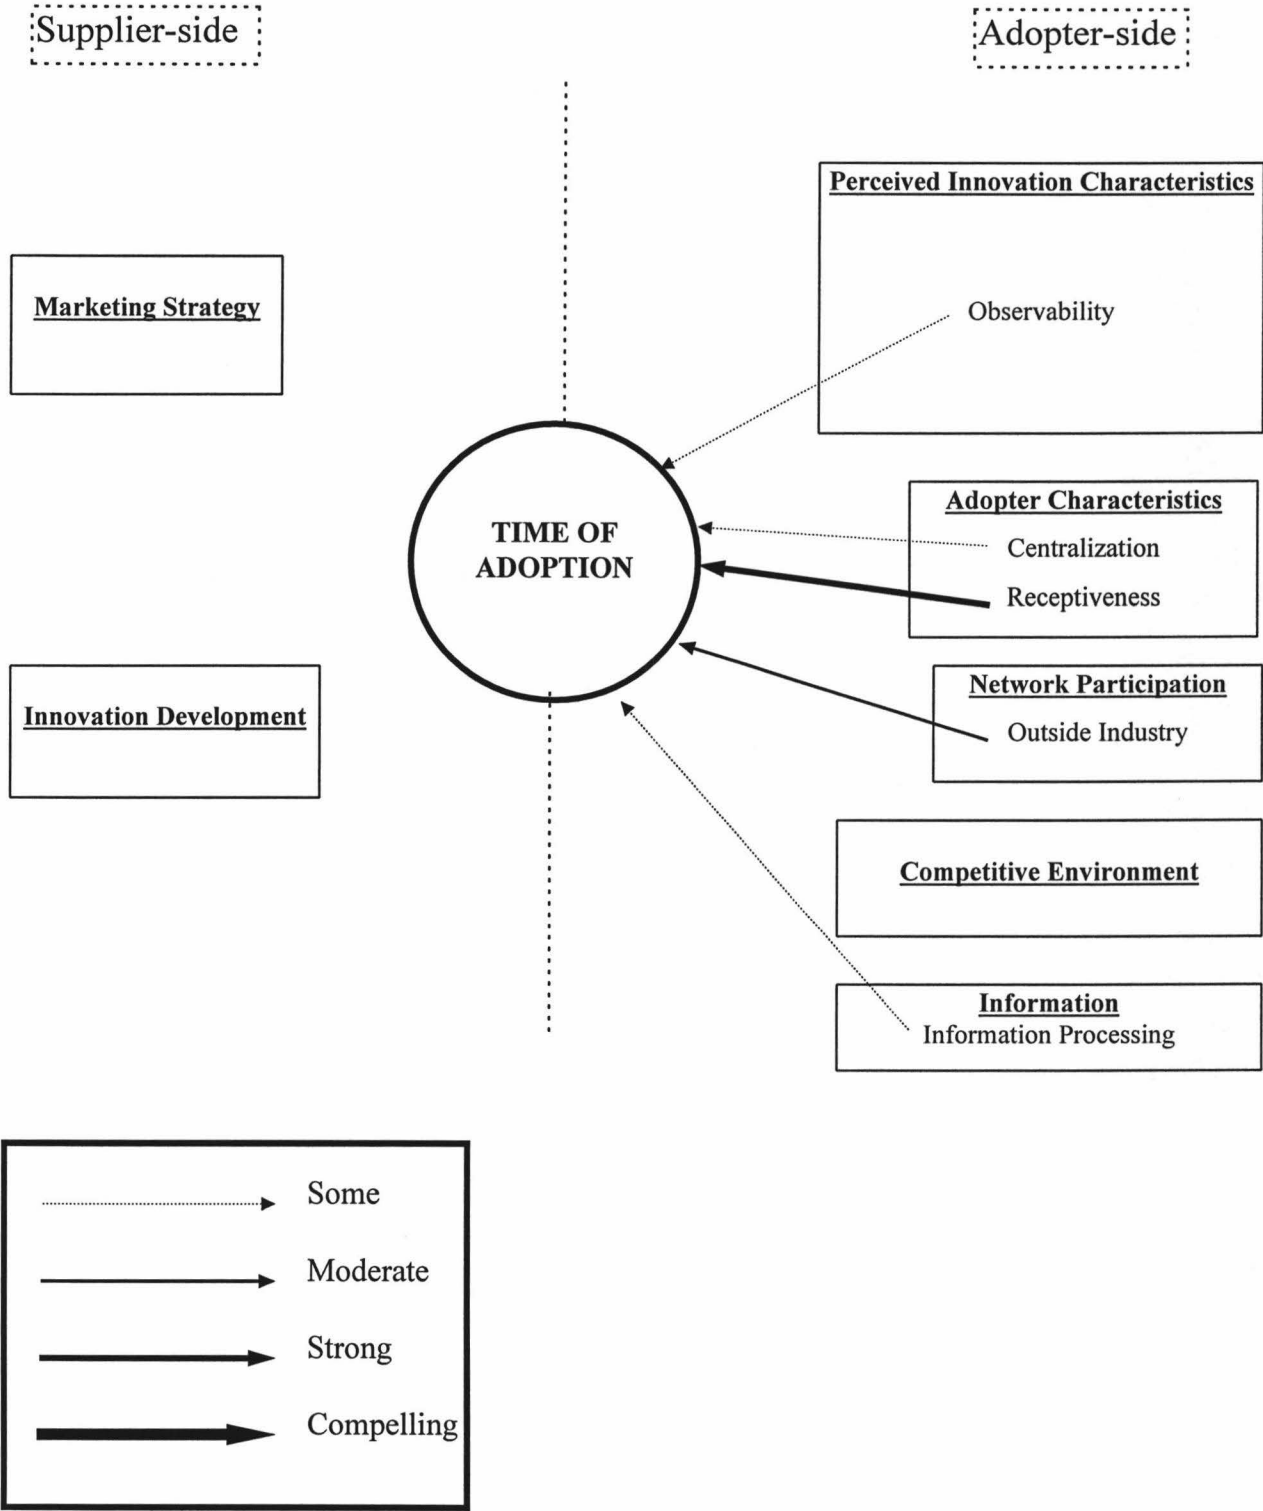 Supplier-side
Adopter-side
Perceived Innovation Characteristics
Observability
Marketing Strategy
TIME OF
ADOPTION
Adopter Characteristics
Centralization
Receptiveness
Network Participation
Outside Industry
Innovation Development
Competitive Environment
Information
Information Processing
Some
Moderate
Strong
Compelling